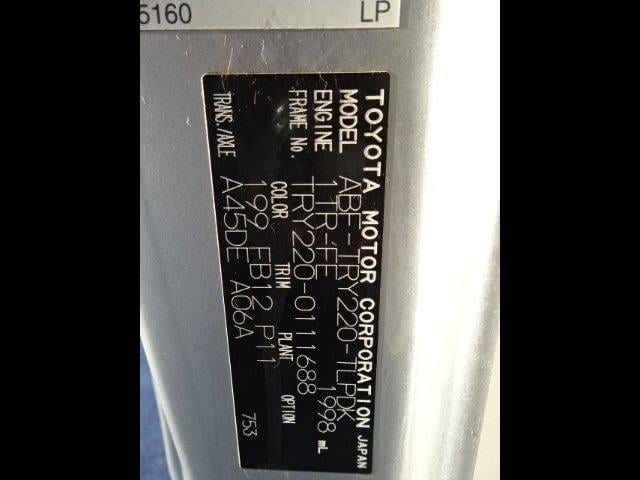 5160 LP
TOYOTA MOTOR CORPORATION JAPAN
MODEL ABF-TRY220-TLPDK
ENGINE 1TR-FE 1998 mL
FRAME No. TRY220-0111688
COLOR TRIM PLANT OPTION
199 FB12 P11
TRANS./AXLE A45DE A06A 753